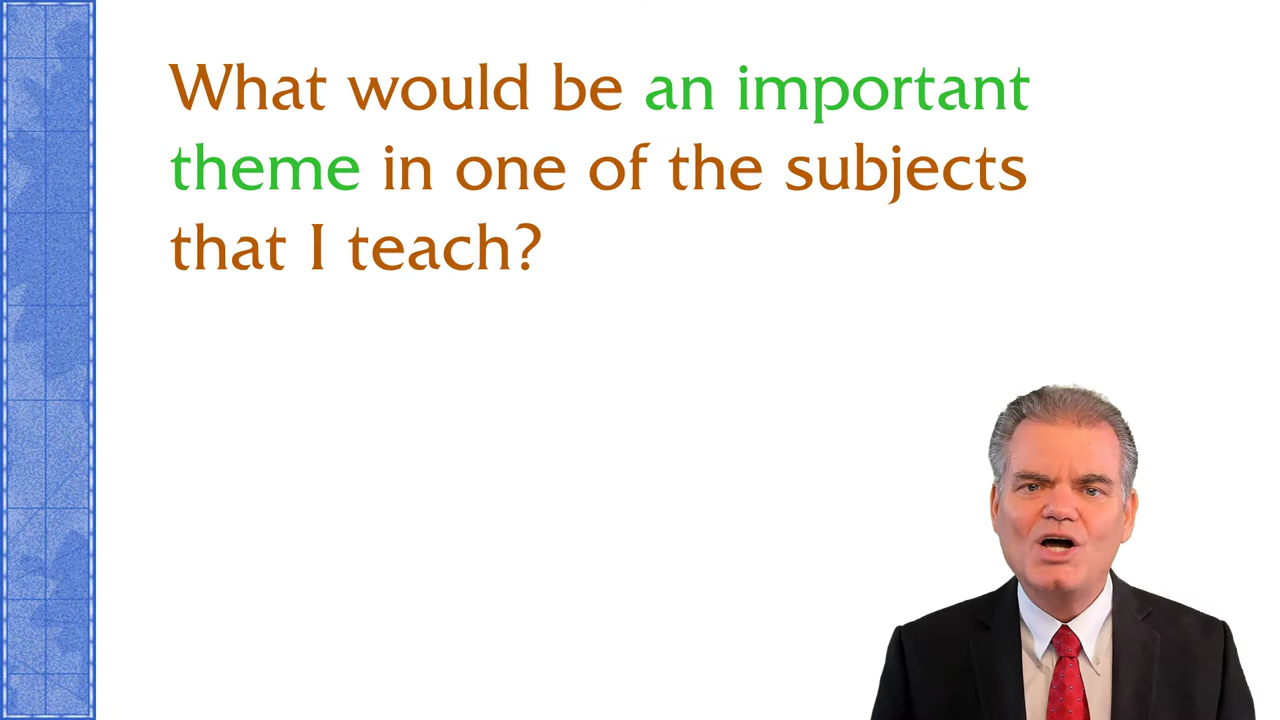 What would be an important
theme in one of the subjects
that I teach?